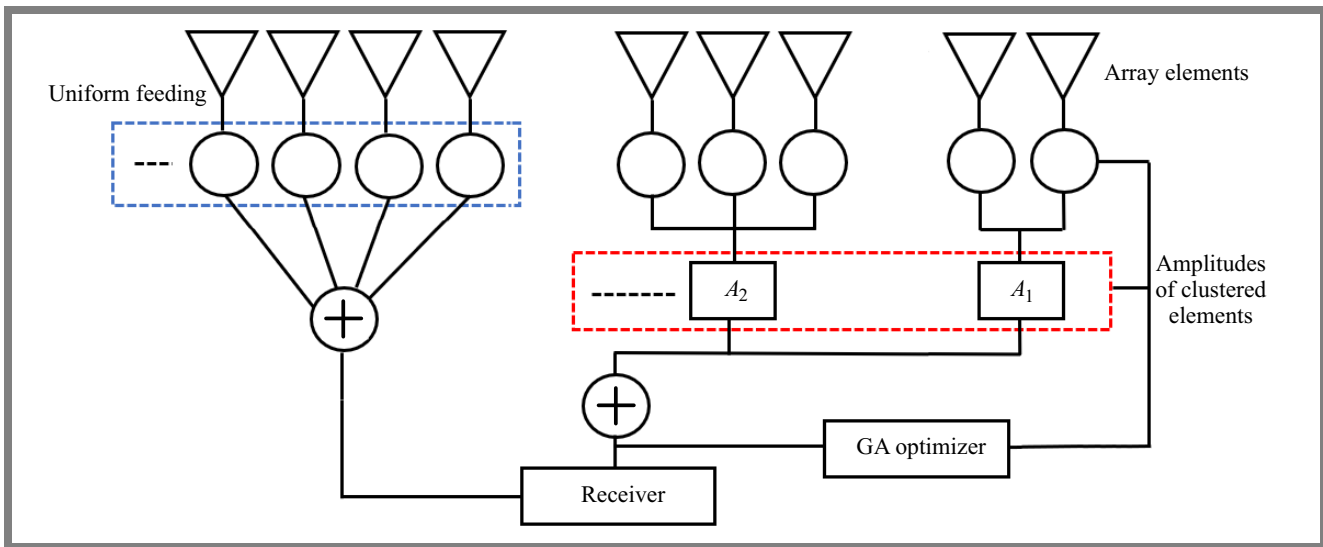 Uniform feeding
Array elements
A2
A1
Amplitudes
of clustered
elements
GA optimizer
Receiver